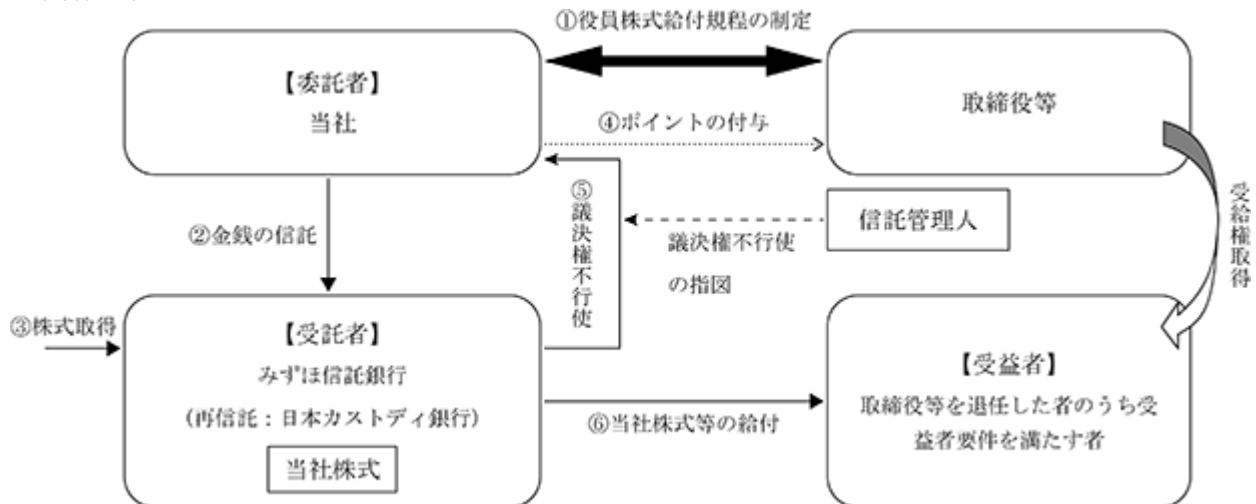 ①役員株式給付規程の制定
【委託者】
当社
取締役等
④ポイントの付与
②金銭の信託
⑤議決権不行使
信託管理人
議決権不行使
の指図
受給権取得
③株式取得
【受託者】
みずほ信託銀行
(再信託：日本カストディ銀行)
当社株式
⑥当社株式等の給付
【受益者】
取締役等を退任した者のうち受
益者要件を満たす者